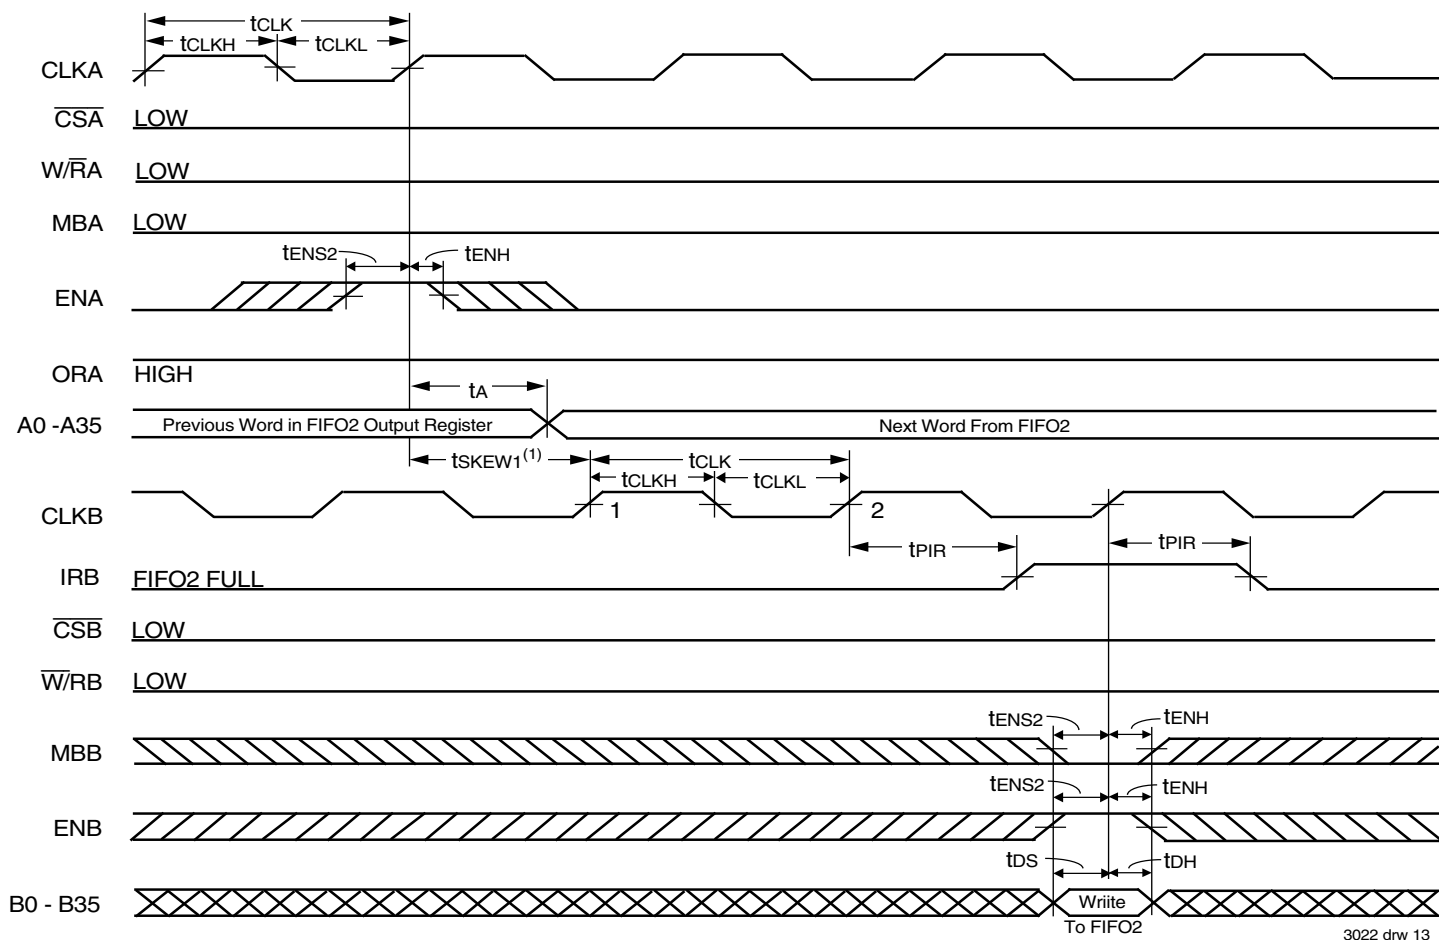 tCLK
tCLKH tCLKL
CLKA
CSA LOW
W/RA LOW
MBA LOW
tENS2 tENH
ENA
ORA HIGH
tA
A0 -A35 Previous Word in FIFO2 Output Register Next Word From FIFO2
tSKEW1(1) tCLK
tCLKH tCLKL
CLKB 1 2
tPIR tPIR
IRB FIFO2 FULL
CSB LOW
W/RB LOW
tENS2 tENH
MBB
tENS2 tENH
ENB
tDS tDH
B0 - B35 Wriite
To FIFO2
3022 drw 13